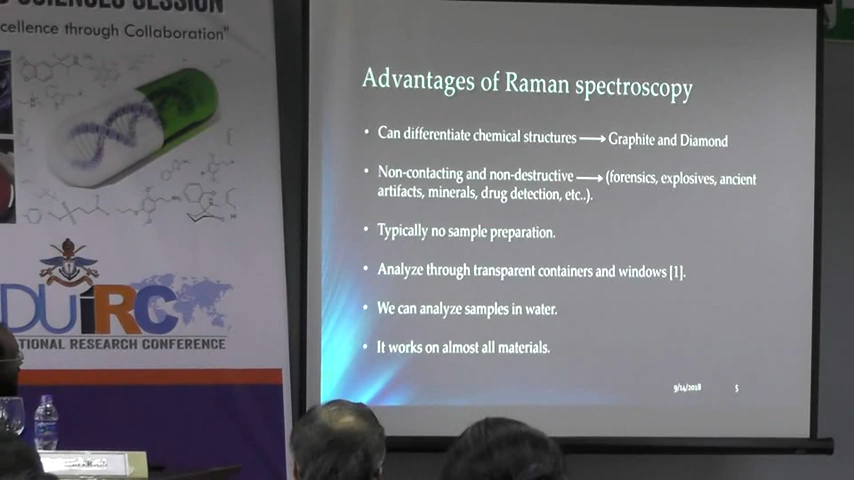 SCIENCES SESSION
cellence through Collaboration"
DUIRC
TIONAL RESEARCH CONFERENCE
Advantages of Raman spectroscopy
• Can differentiate chemical structures ⟶ Graphite and Diamond
• Non-contacting and non-destructive ⟶ (forensics, explosives, ancient
artifacts, minerals, drug detection, etc..).
• Typically no sample preparation.
• Analyze through transparent containers and windows [1].
• We can analyze samples in water.
• It works on almost all materials.
9/14/2018 5